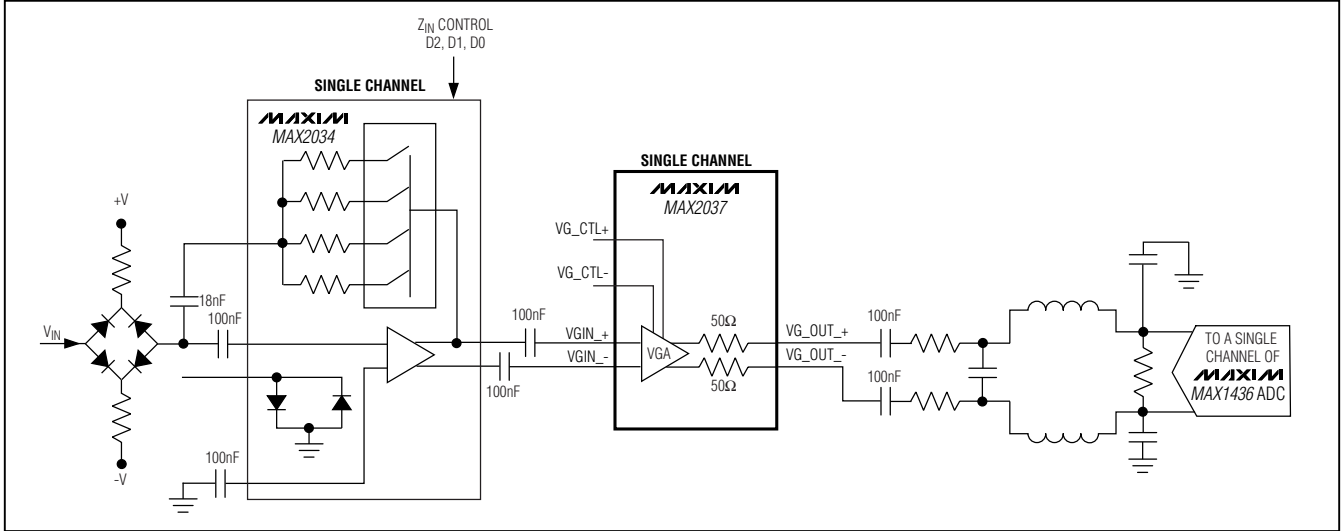 Z_IN CONTROL
D2, D1, D0
SINGLE CHANNEL
MAXIM
MAX2034
+V
18nF
100nF
V_IN
-V
100nF
100nF
100nF
SINGLE CHANNEL
MAXIM
MAX2037
VG_CTL+
VG_CTL-
VGIN_+
VGIN_-
VGA
50Ω
50Ω
VG_OUT_+
VG_OUT_-
100nF
100nF
TO A SINGLE
CHANNEL OF
MAXIM
MAX1436 ADC